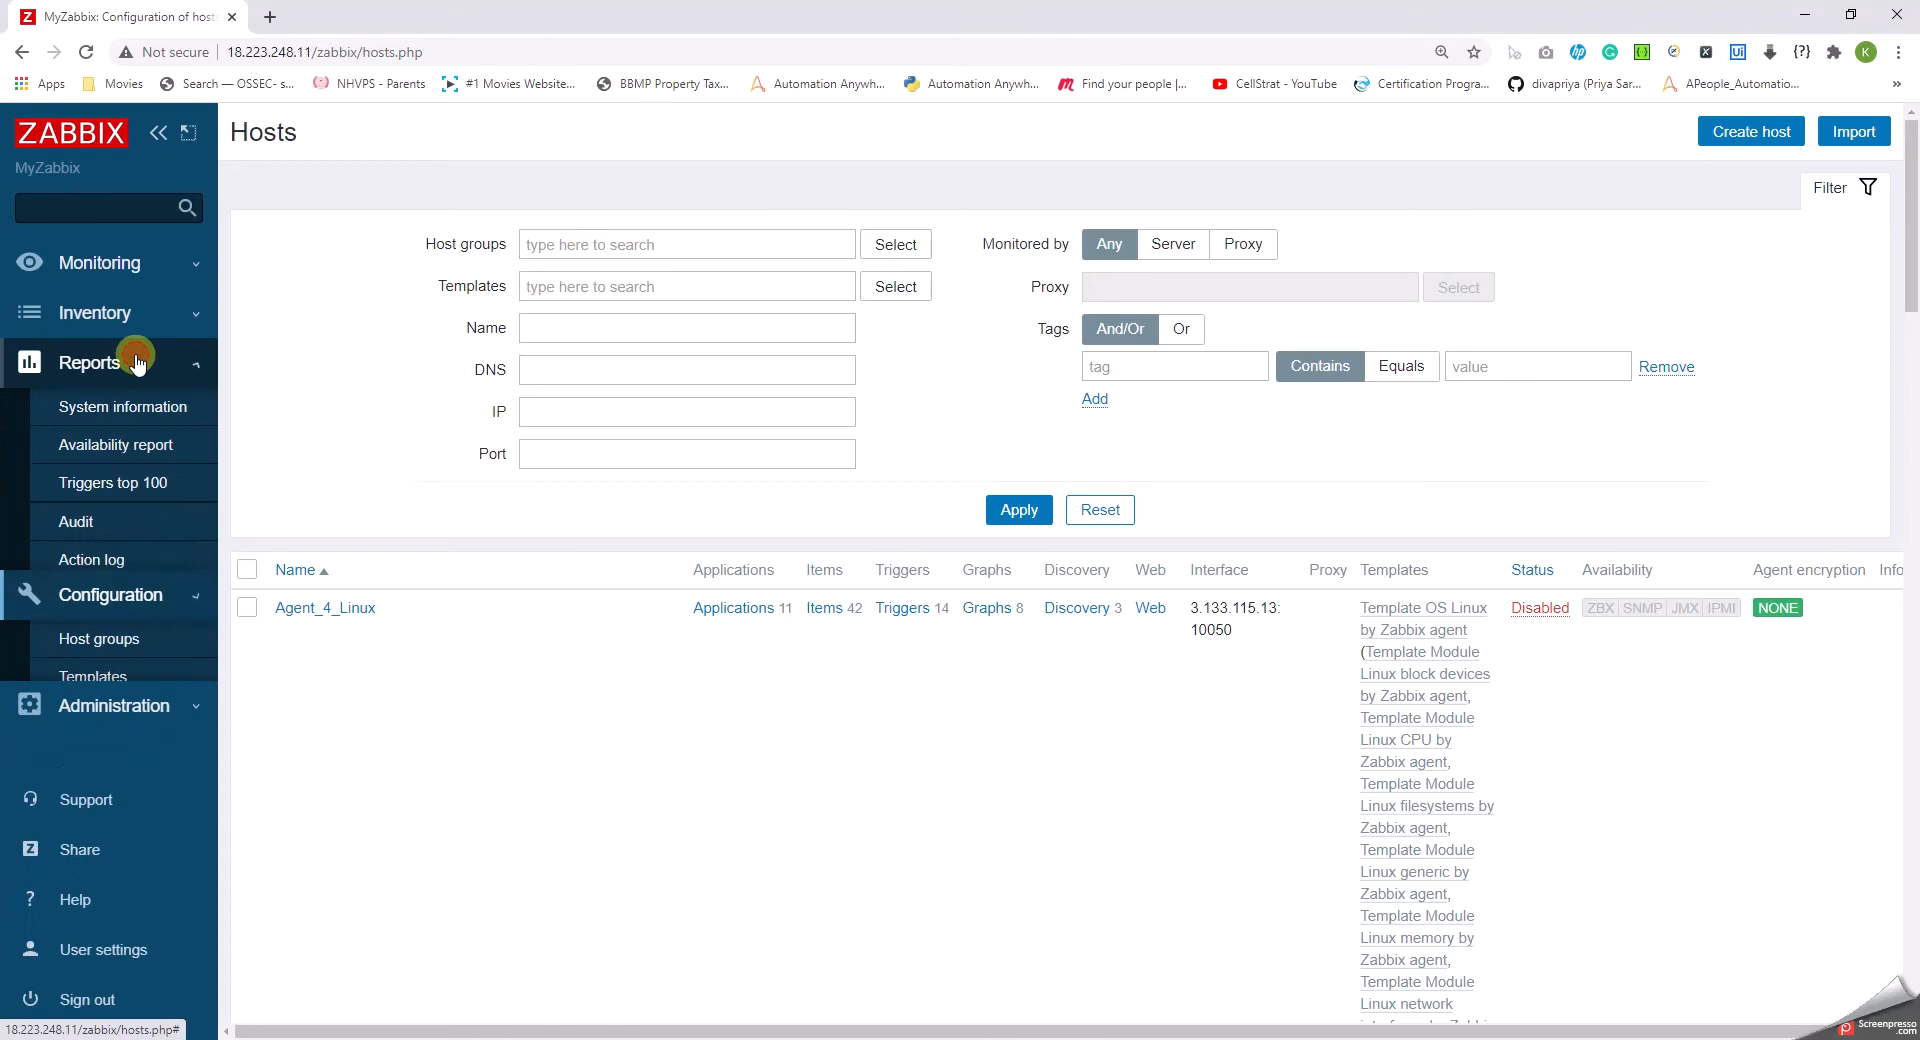 MyZabbix: Configuration of hosts
Not secure
18.223.248.11/zabbix/hosts.php
K
Apps
Movies
Search — OSSEC- s...
NHVPS - Parents
#1 Movies Website...
BBMP Property Tax...
Automation Anywh...
Automation Anywh...
Find your people |...
CellStrat - YouTube
Certification Progra...
divapriya (Priya Sar...
APeople_Automatio...
ZABBIX
MyZabbix
Monitoring
Inventory
Reports
System information
Availability report
Triggers top 100
Audit
Action log
Configuration
Host groups
Templates
Administration
Support
Share
Help
User settings
Sign out
18.223.248.11/zabbix/hosts.php#
Hosts
Create host
Import
Filter
Host groups type here to search Select
Templates type here to search Select
Name
DNS
IP
Port
Monitored by Any Server Proxy
Proxy Select
Tags And/Or Or
tag Contains Equals value Remove
Add
Apply Reset
Name Applications Items Triggers Graphs Discovery Web Interface Proxy Templates Status Availability Agent encryption Info
Agent_4_Linux Applications 11 Items 42 Triggers 14 Graphs 8 Discovery 3 Web 3.133.115.13: Template OS Linux Disabled ZBX SNMP JMX IPMI NONE
10050 by Zabbix agent
(Template Module
Linux block devices
by Zabbix agent,
Template Module
Linux CPU by
Zabbix agent,
Template Module
Linux filesystems by
Zabbix agent,
Template Module
Linux generic by
Zabbix agent,
Template Module
Linux memory by
Zabbix agent,
Template Module
Linux network
Screenpresso
.com